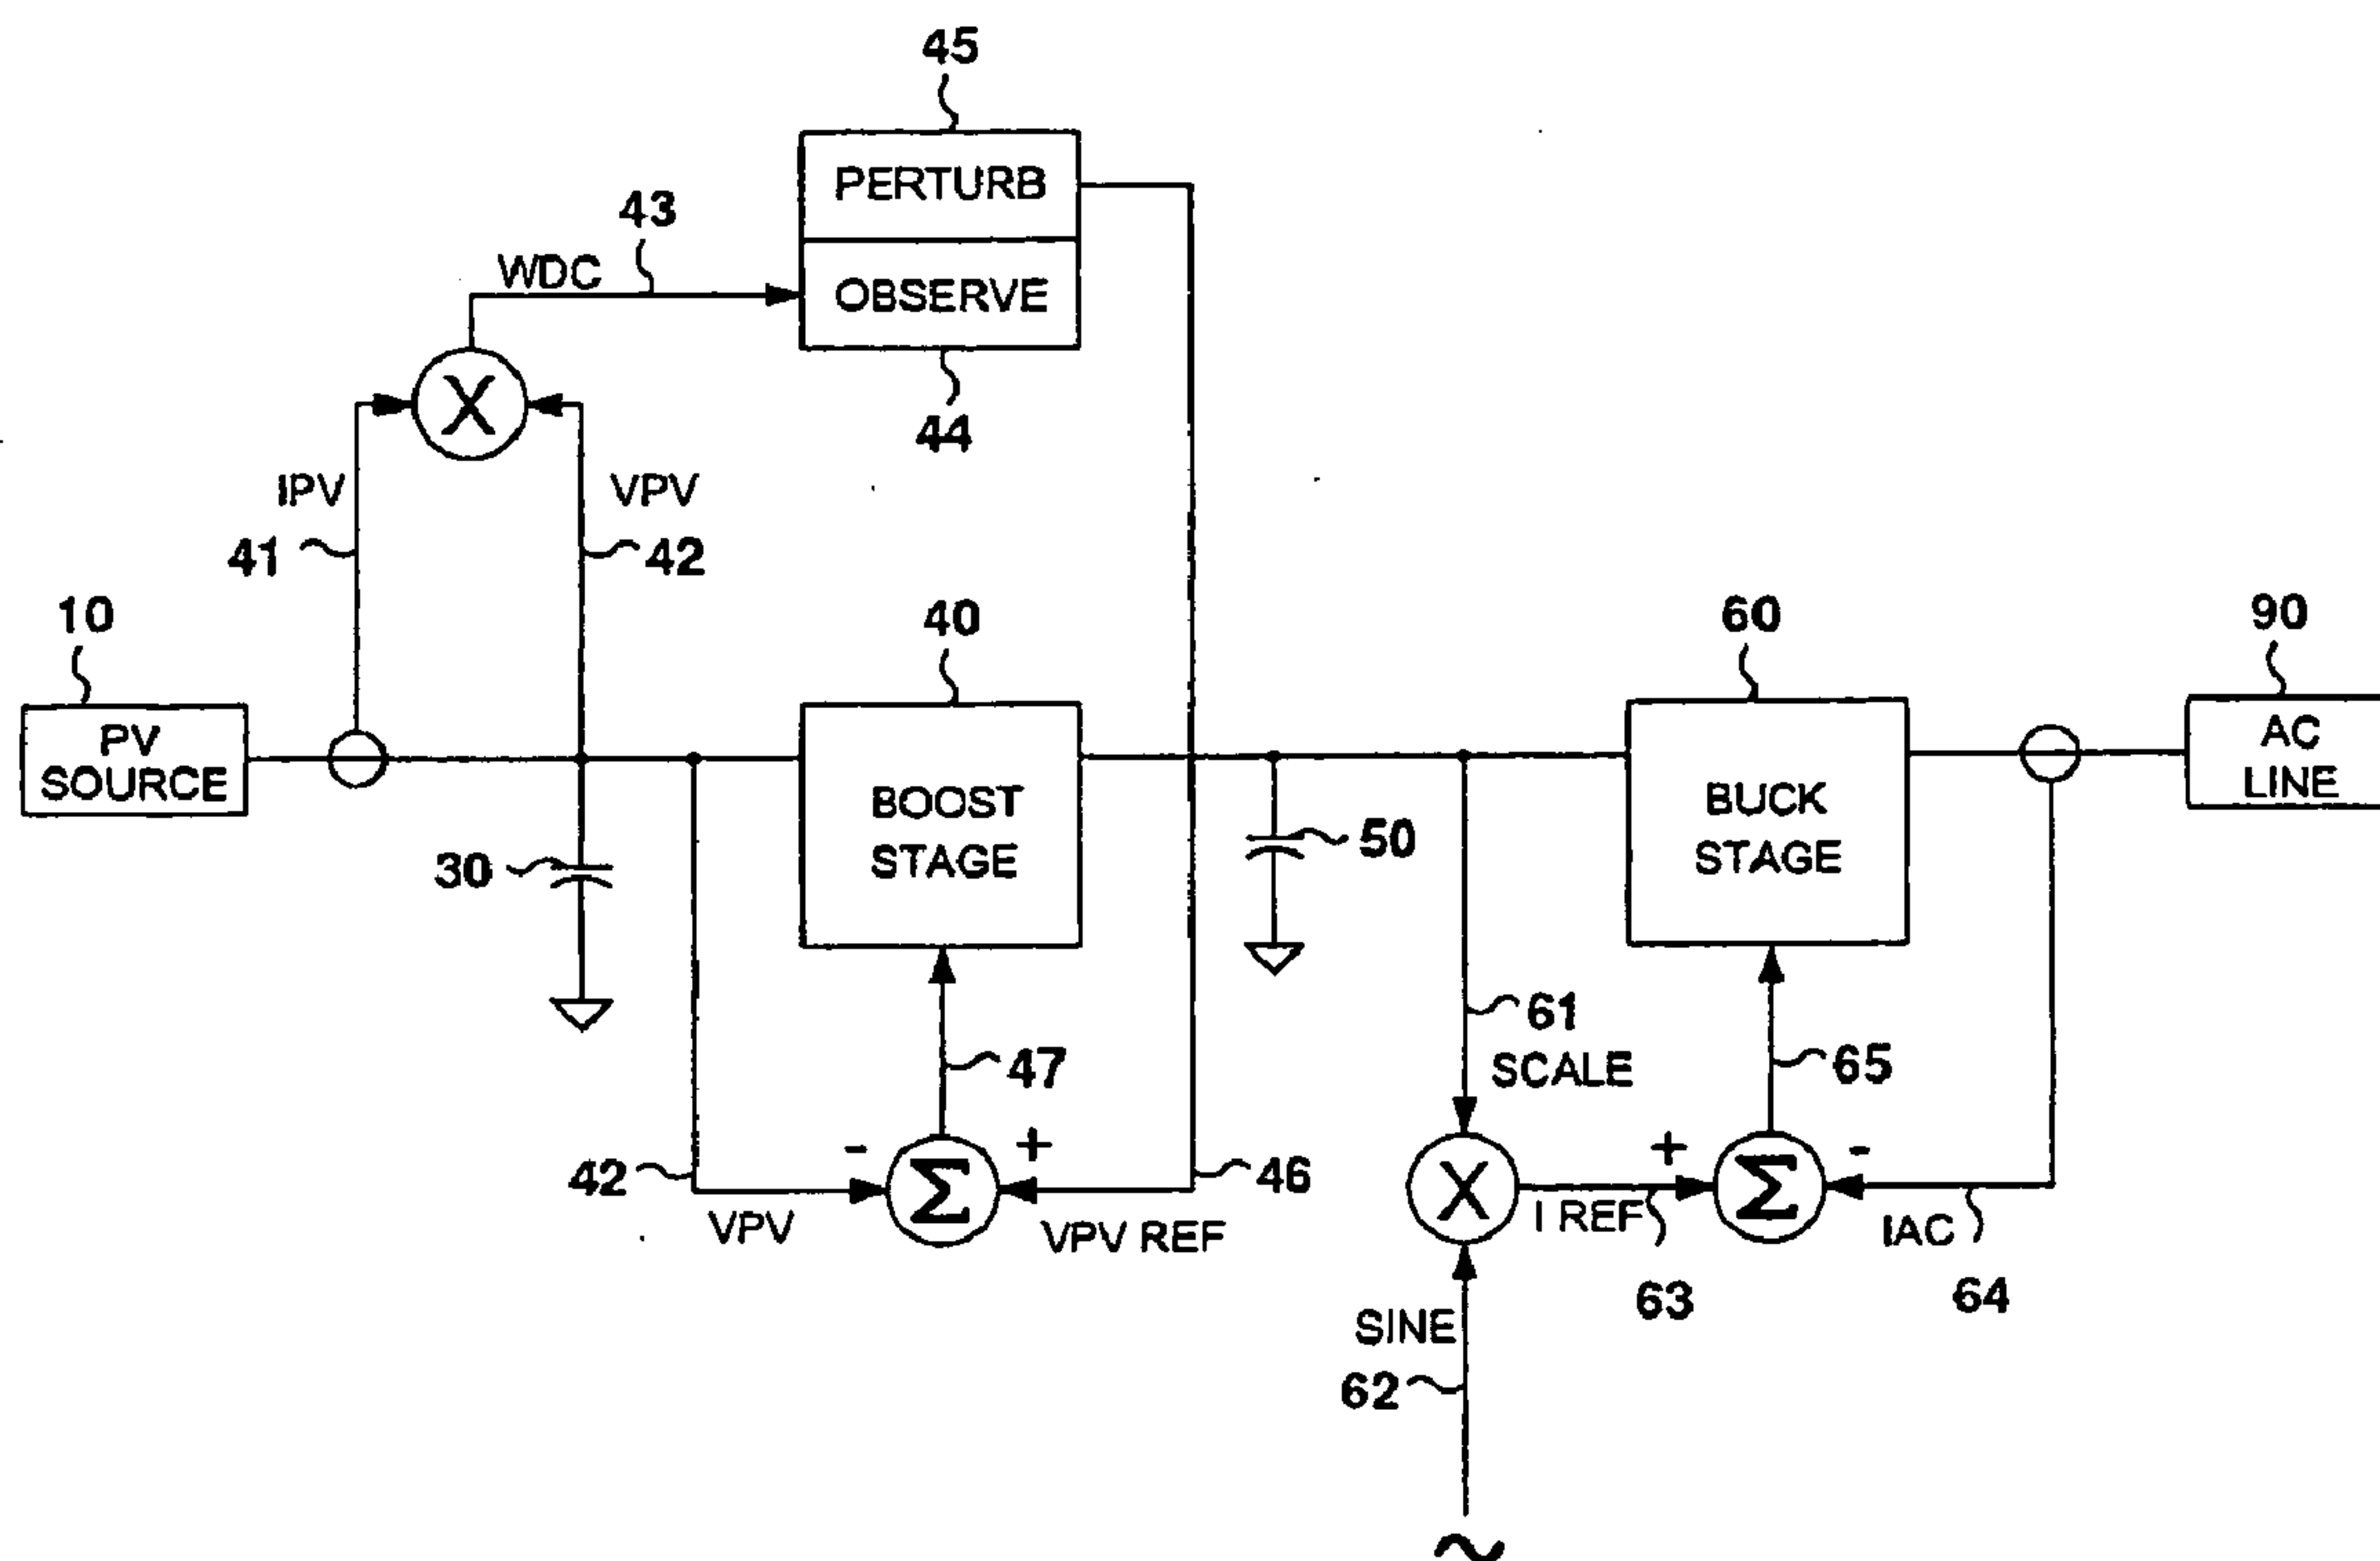 45
PERTURB
43
WDC
OBSERVE
X
44
IPV
VPV
41
42
10
40
60
90
PV
SOURCE
BOOST
STAGE
BUCK
STAGE
AC
LINE
30
50
61
SCALE
47
65
-
+
42
Σ
46
VPV
VPV REF
X
+
-
Σ
I REF
IAC
63
64
SINE
62
~